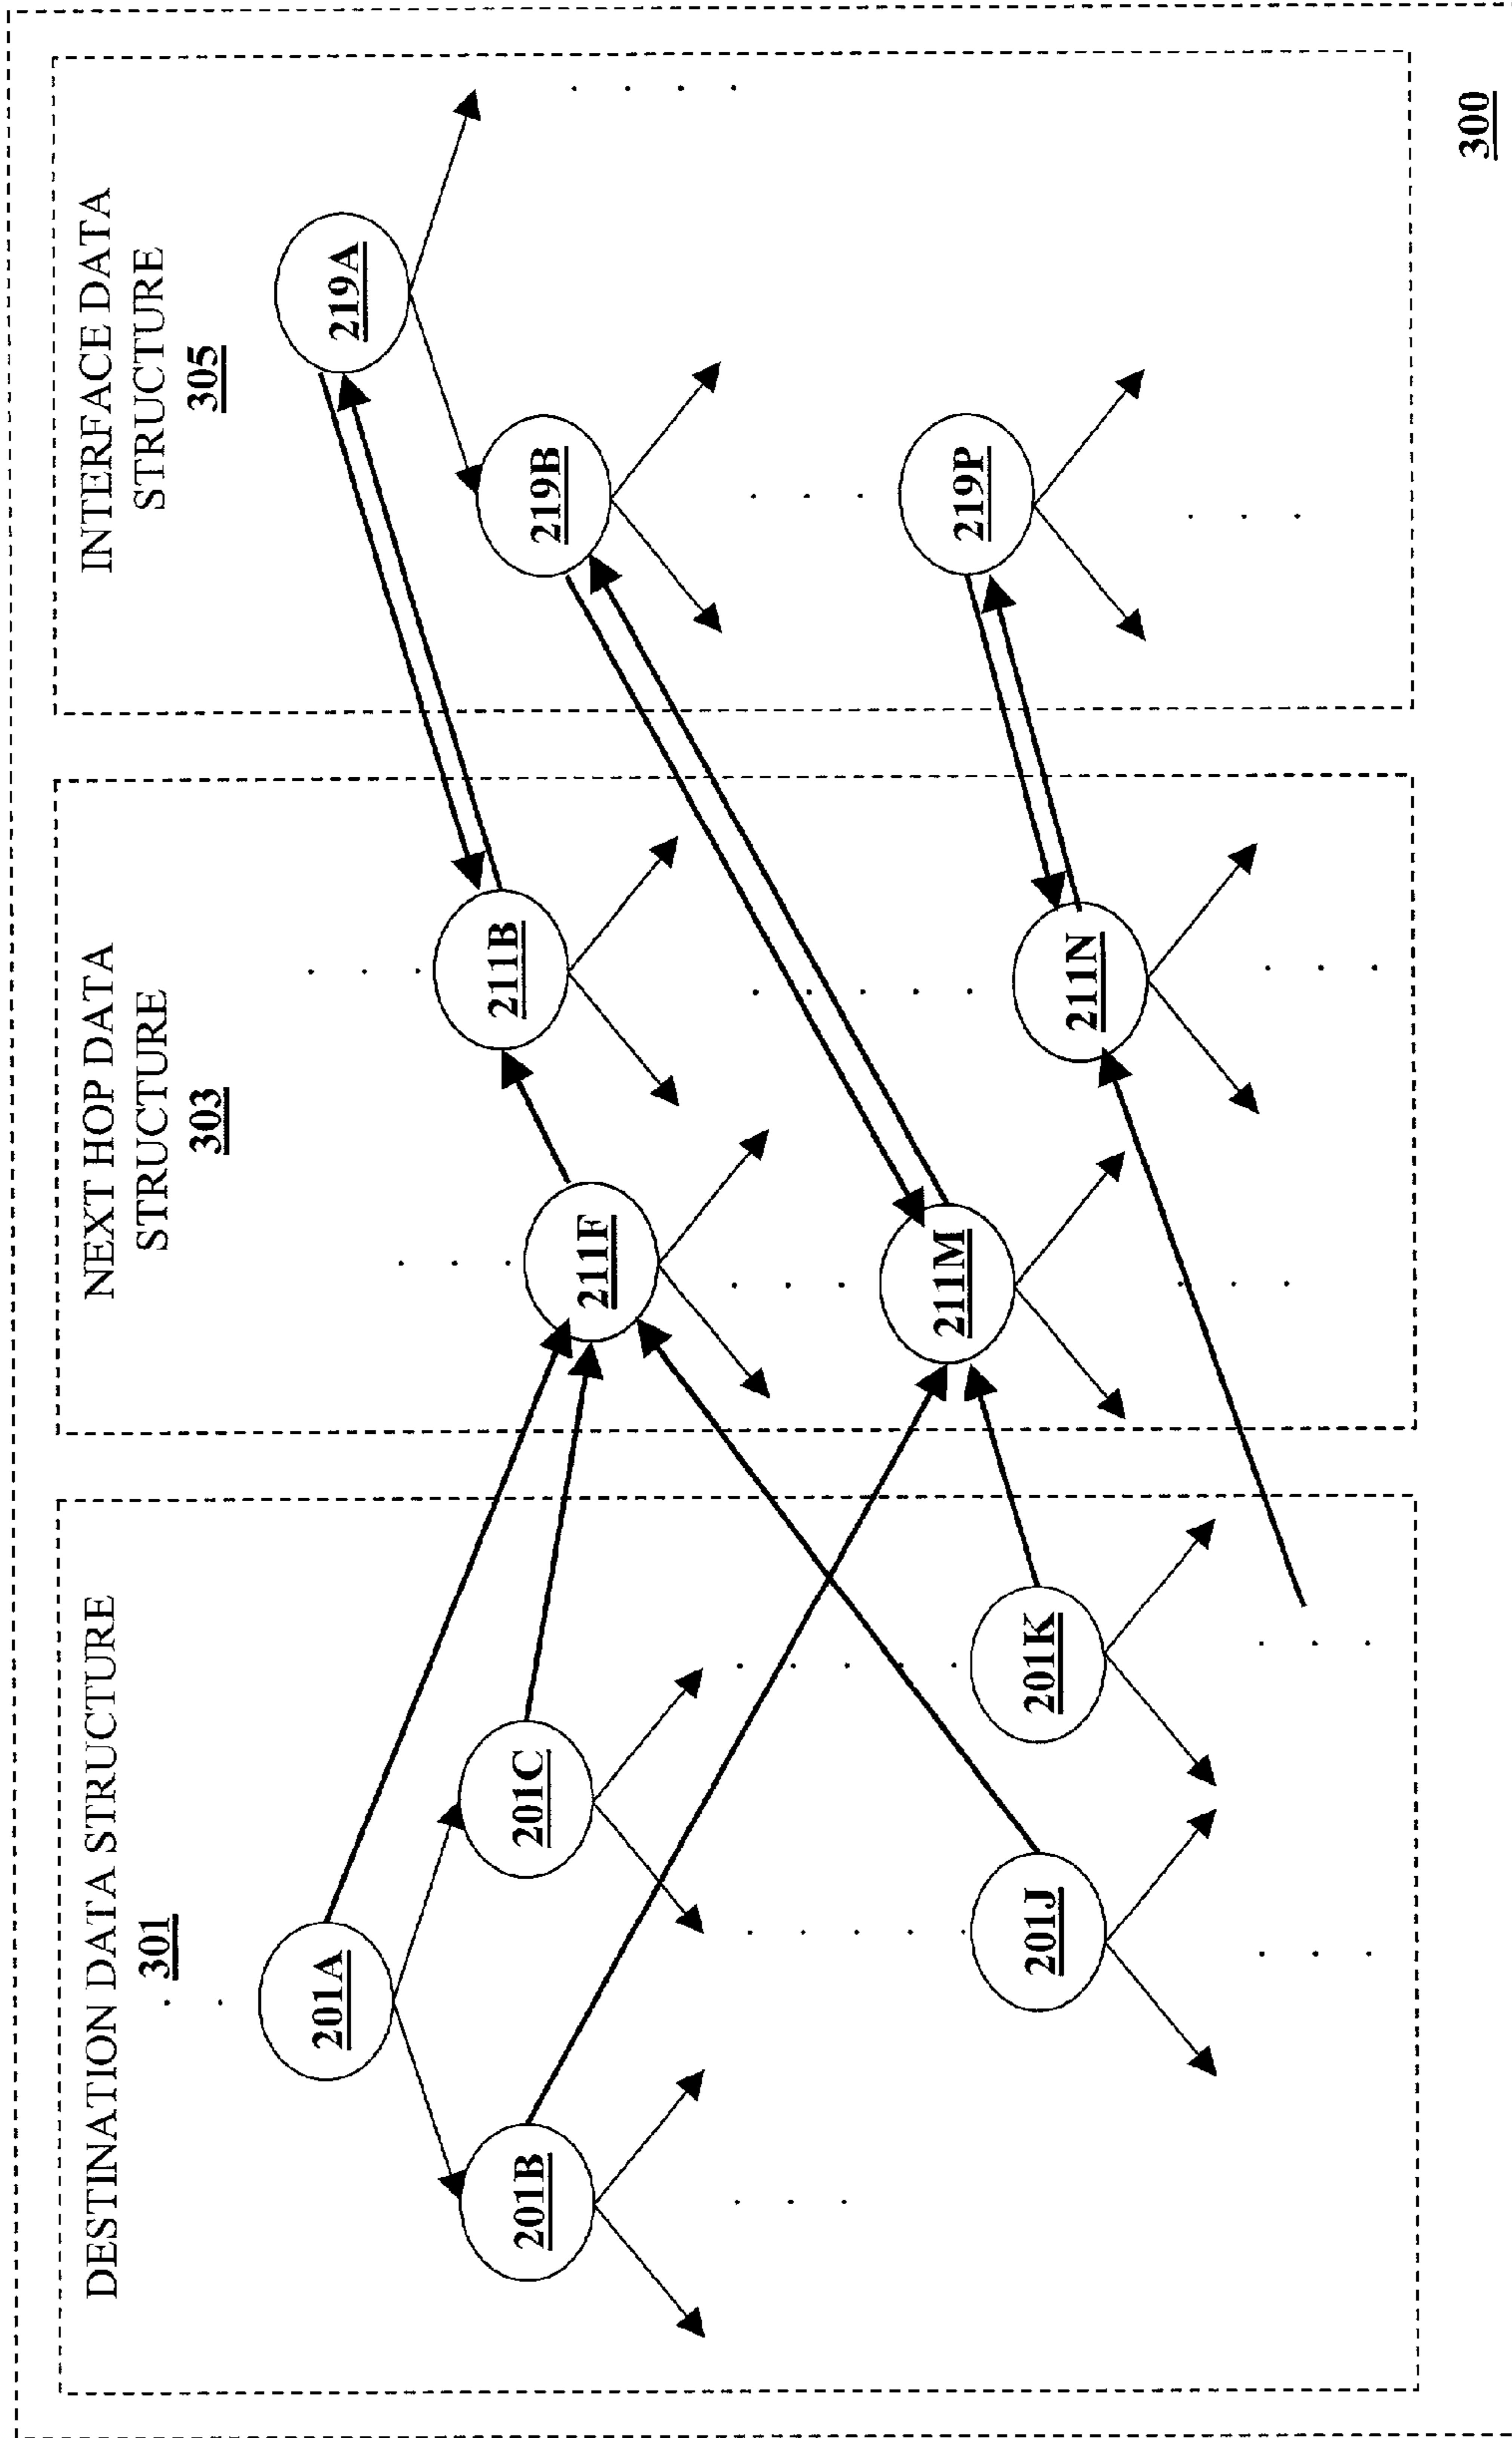 DESTINATION DATA STRUCTURE
301
201A
201B
201C
201J
201K
NEXT HOP DATA
STRUCTURE
303
211B
211F
211M
211N
INTERFACE DATA
STRUCTURE
305
219A
219B
219P
300